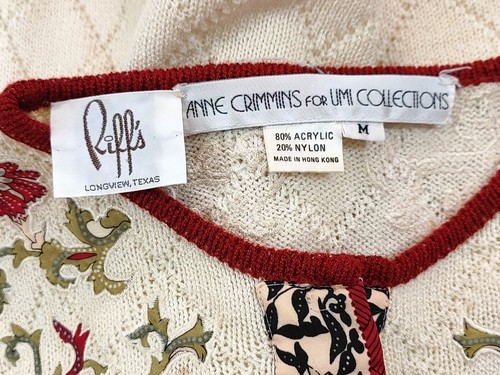 Riff's
LONGVIEW, TEXAS
ANNE CRIMMINS FOR UMI COLLECTIONS
M
80% ACRYLIC
20% NYLON
MADE IN HONG KONG